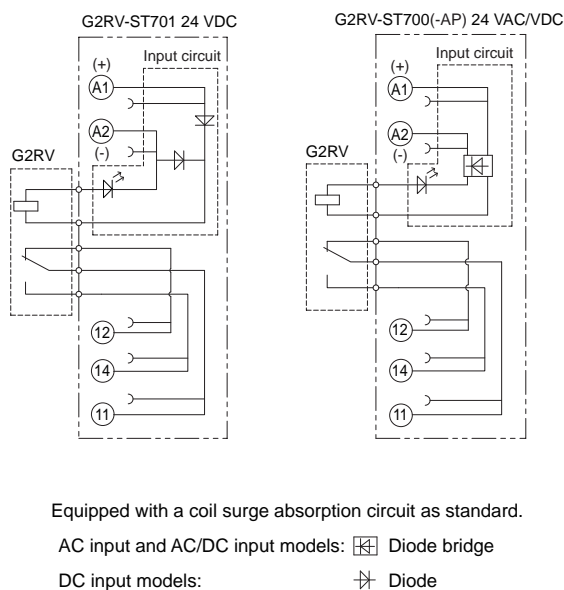 G2RV-ST701 24 VDC
Input circuit
(+)
A1
A2
(-)
G2RV
12
14
11
G2RV-ST700(-AP) 24 VAC/VDC
Input circuit
(+)
A1
A2
(-)
G2RV
12
14
11
Equipped with a coil surge absorption circuit as standard.
AC input and AC/DC input models: Diode bridge
DC input models: Diode